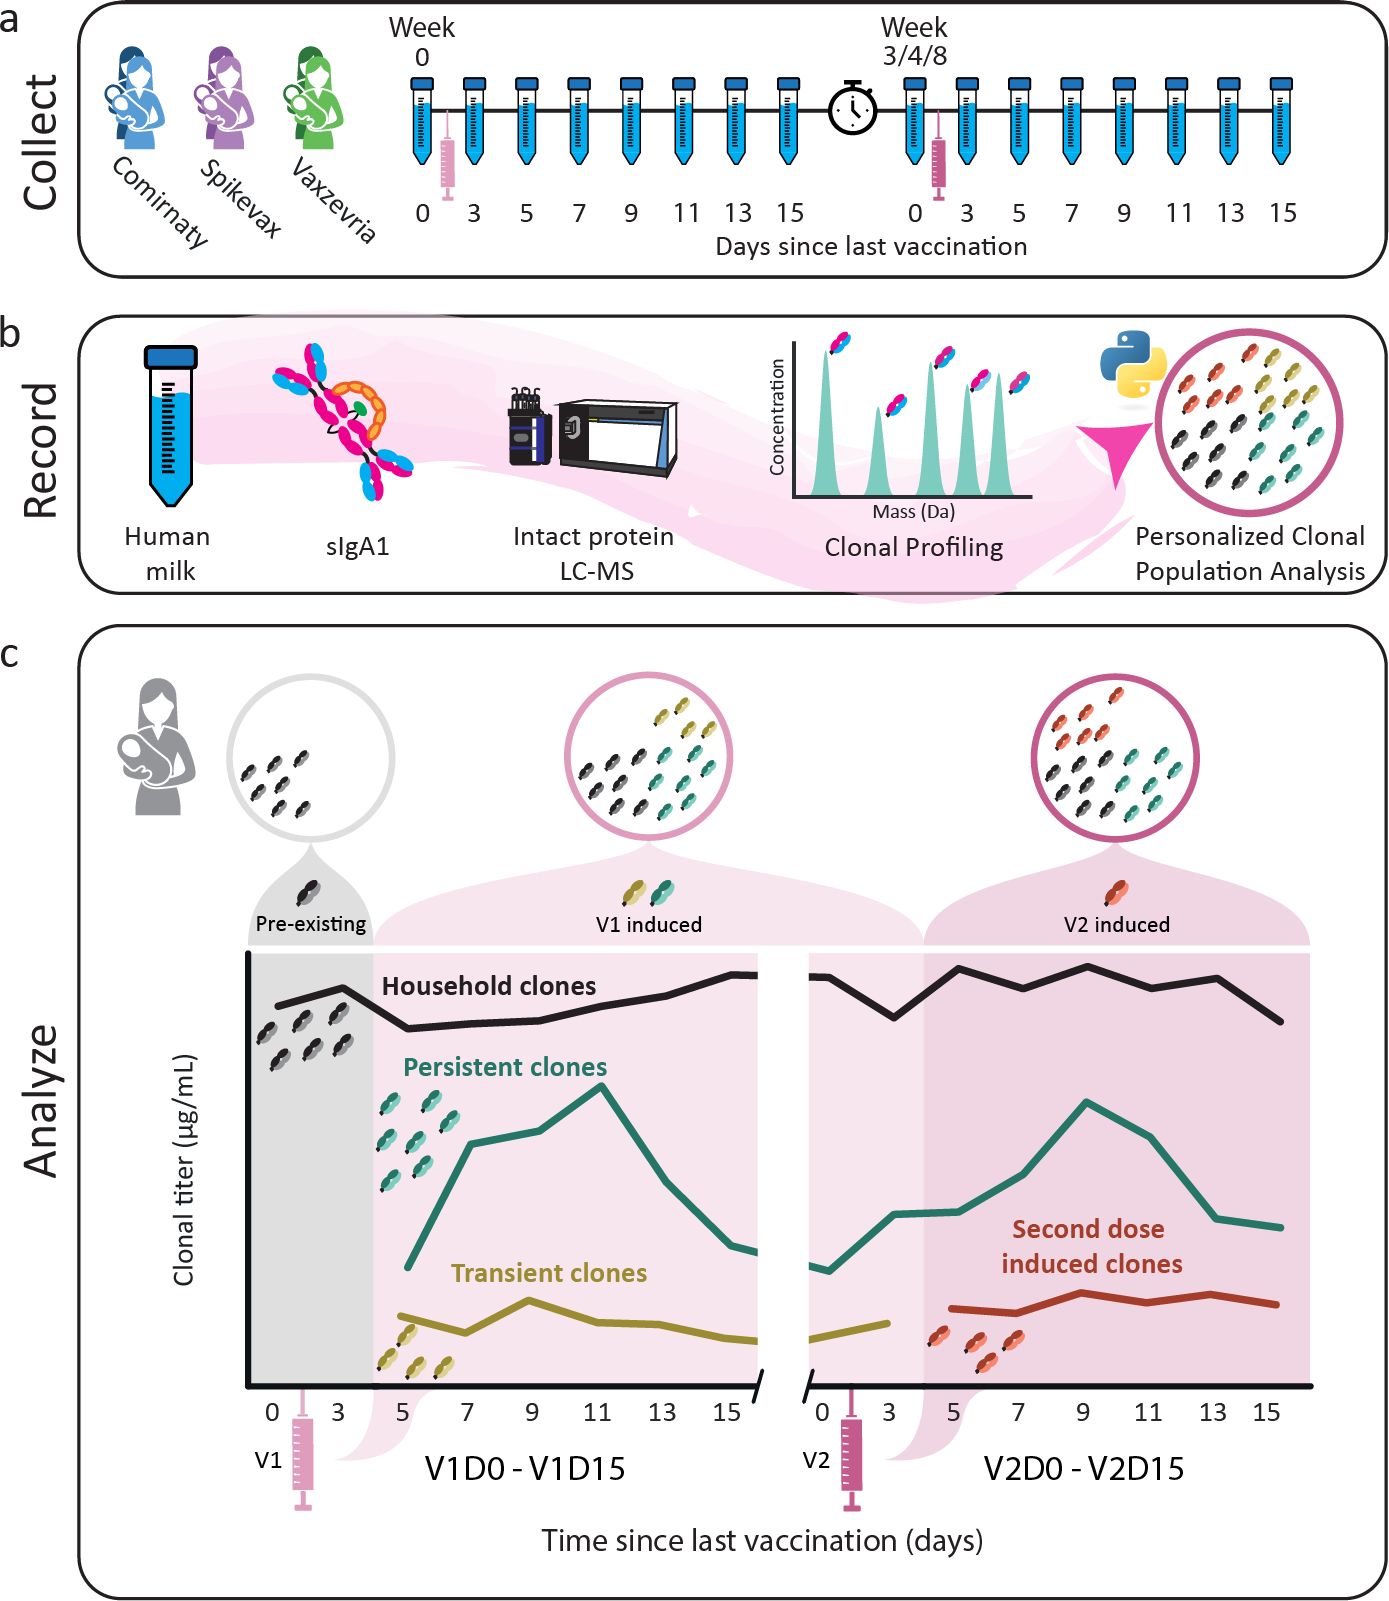 a
Collect
Comirnaty
Spikevax
Vaxzevria
Week
0
Week
3/4/8
0 3 5 7 9 11 13 15 0 3 5 7 9 11 13 15
Days since last vaccination
b
Record
Human
milk
sIgA1
Intact protein
LC-MS
Concentration
Mass (Da)
Clonal Profiling
Personalized Clonal
Population Analysis
c
Analyze
Pre-existing
V1 induced
V2 induced
Household clones
Persistent clones
Transient clones
Second dose
induced clones
Clonal titer (µg/mL)
0 3 5 7 9 11 13 15 0 3 5 7 9 11 13 15
V1
V1D0 - V1D15
V2
V2D0 - V2D15
Time since last vaccination (days)